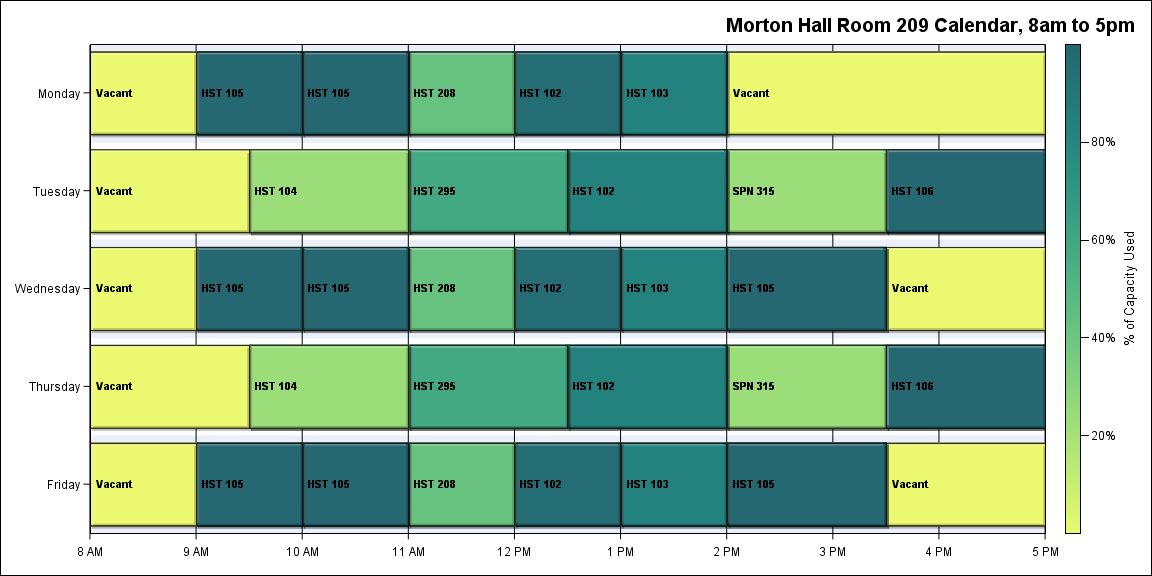 Morton Hall Room 209 Calendar, 8am to 5pm
Monday
Vacant
HST 105
HST 105
HST 208
HST 102
HST 103
Vacant
Tuesday
Vacant
HST 104
HST 295
HST 102
SPN 315
HST 106
Wednesday
Vacant
HST 105
HST 105
HST 208
HST 102
HST 103
HST 105
Vacant
Thursday
Vacant
HST 104
HST 295
HST 102
SPN 315
HST 106
Friday
Vacant
HST 105
HST 105
HST 208
HST 102
HST 103
HST 105
Vacant
8 AM
9 AM
10 AM
11 AM
12 PM
1 PM
2 PM
3 PM
4 PM
5 PM
80%
60%
40%
20%
% of Capacity Used